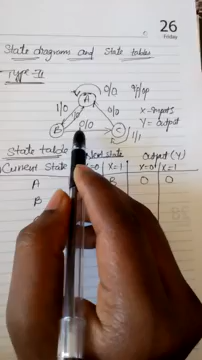 26
Friday
State diagrams and State tables
Type-II
A
0/0
1/0
0/0
X=inputs
Y=output
0/0
B
C
1/1
State table
Next state
Output (Y)
Current State
=0
X=1
X=0
X=1
A
B
0
0
B